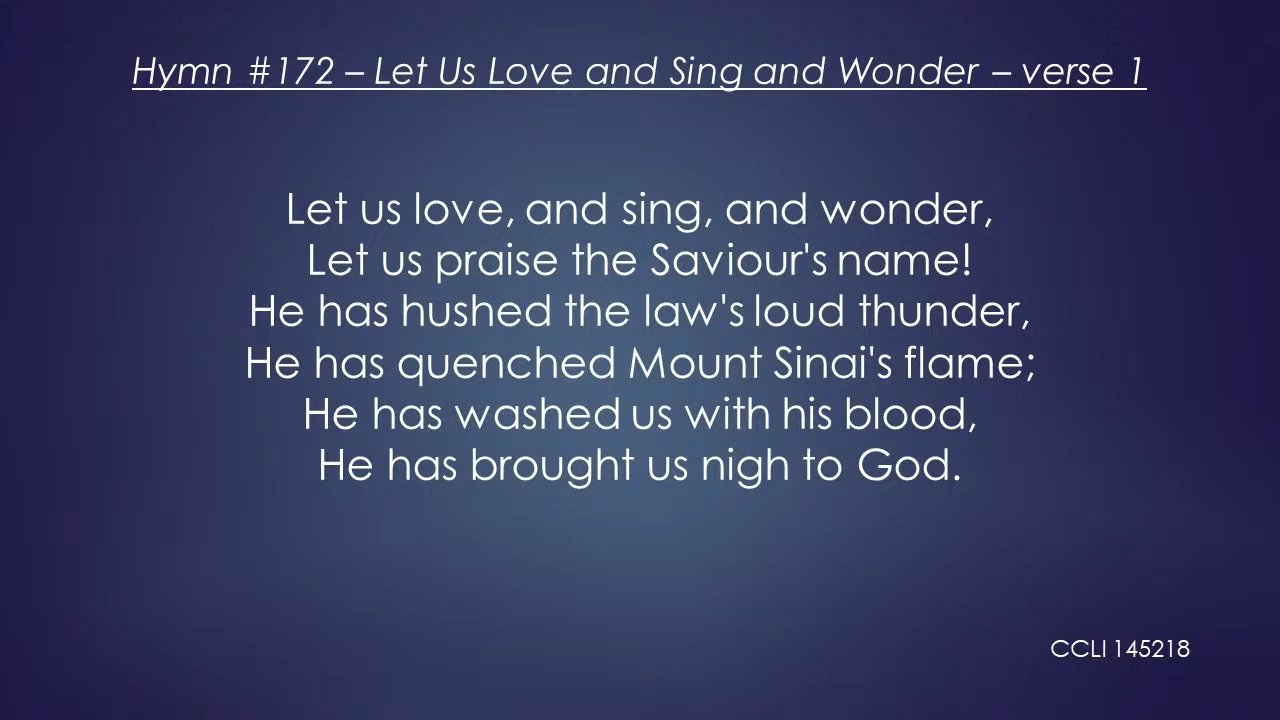 Hymn #172 – Let Us Love and Sing and Wonder – verse 1
Let us love, and sing, and wonder,
Let us praise the Saviour's name!
He has hushed the law's loud thunder,
He has quenched Mount Sinai's flame;
He has washed us with his blood,
He has brought us nigh to God.
CCLI 145218